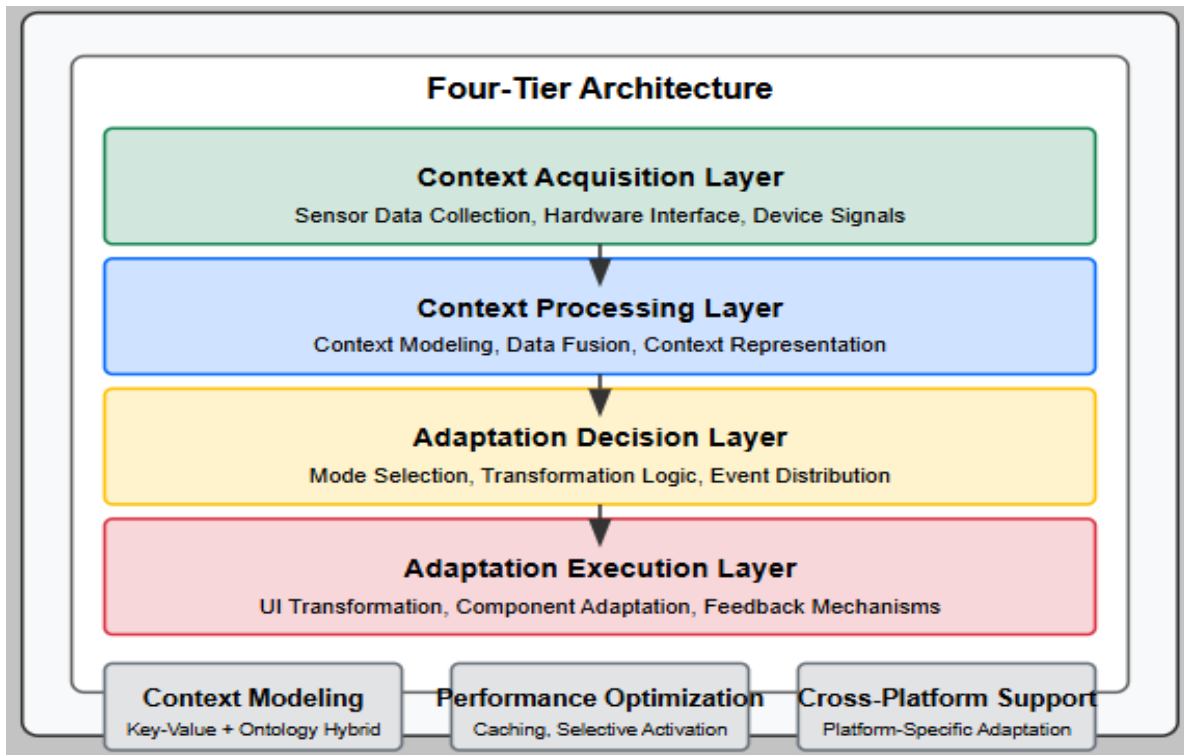 Four-Tier Architecture
Context Acquisition Layer
Sensor Data Collection, Hardware Interface, Device Signals
Context Processing Layer
Context Modeling, Data Fusion, Context Representation
Adaptation Decision Layer
Mode Selection, Transformation Logic, Event Distribution
Adaptation Execution Layer
UI Transformation, Component Adaptation, Feedback Mechanisms
Context Modeling
Key-Value + Ontology Hybrid
Performance Optimization
Caching, Selective Activation
Cross-Platform Support
Platform-Specific Adaptation